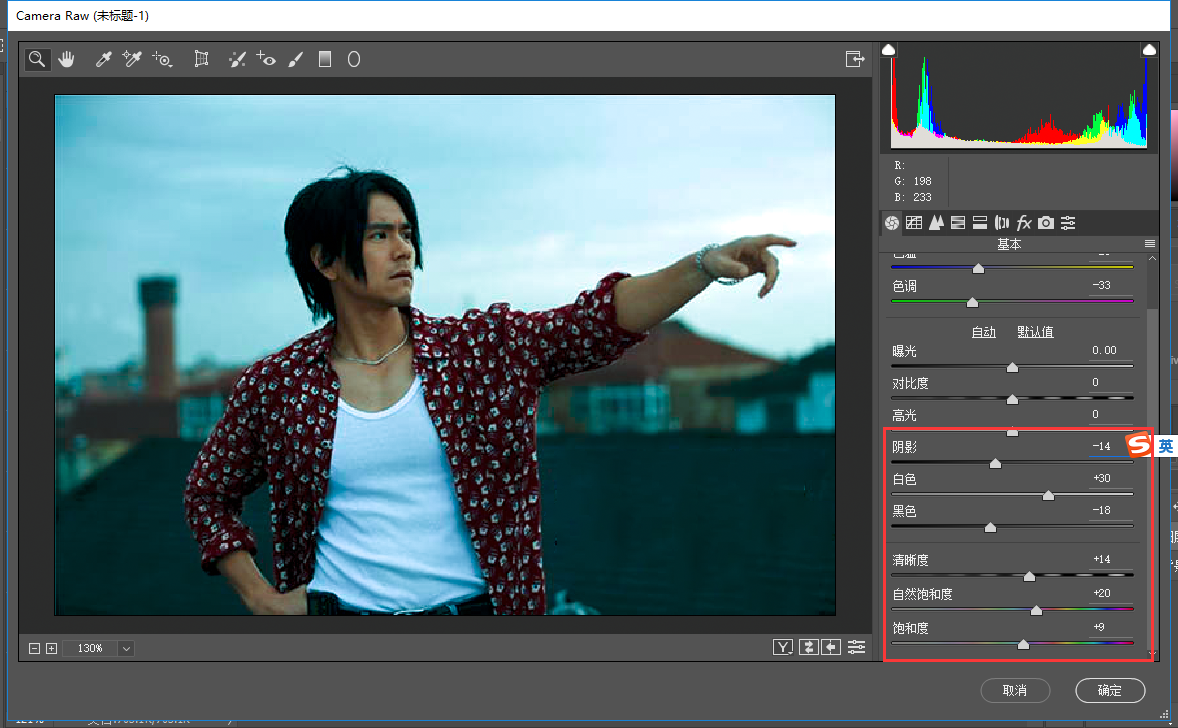 Camera Raw (未标题-1)
R:
G: 198
B: 233
基本
色调 -33
自动 默认值
曝光 0.00
对比度 0
高光 0
阴影 -14
白色 +30
黑色 -18
清晰度 +14
自然饱和度 +20
饱和度 +9
英
130%
Y
fx
S
取消 确定